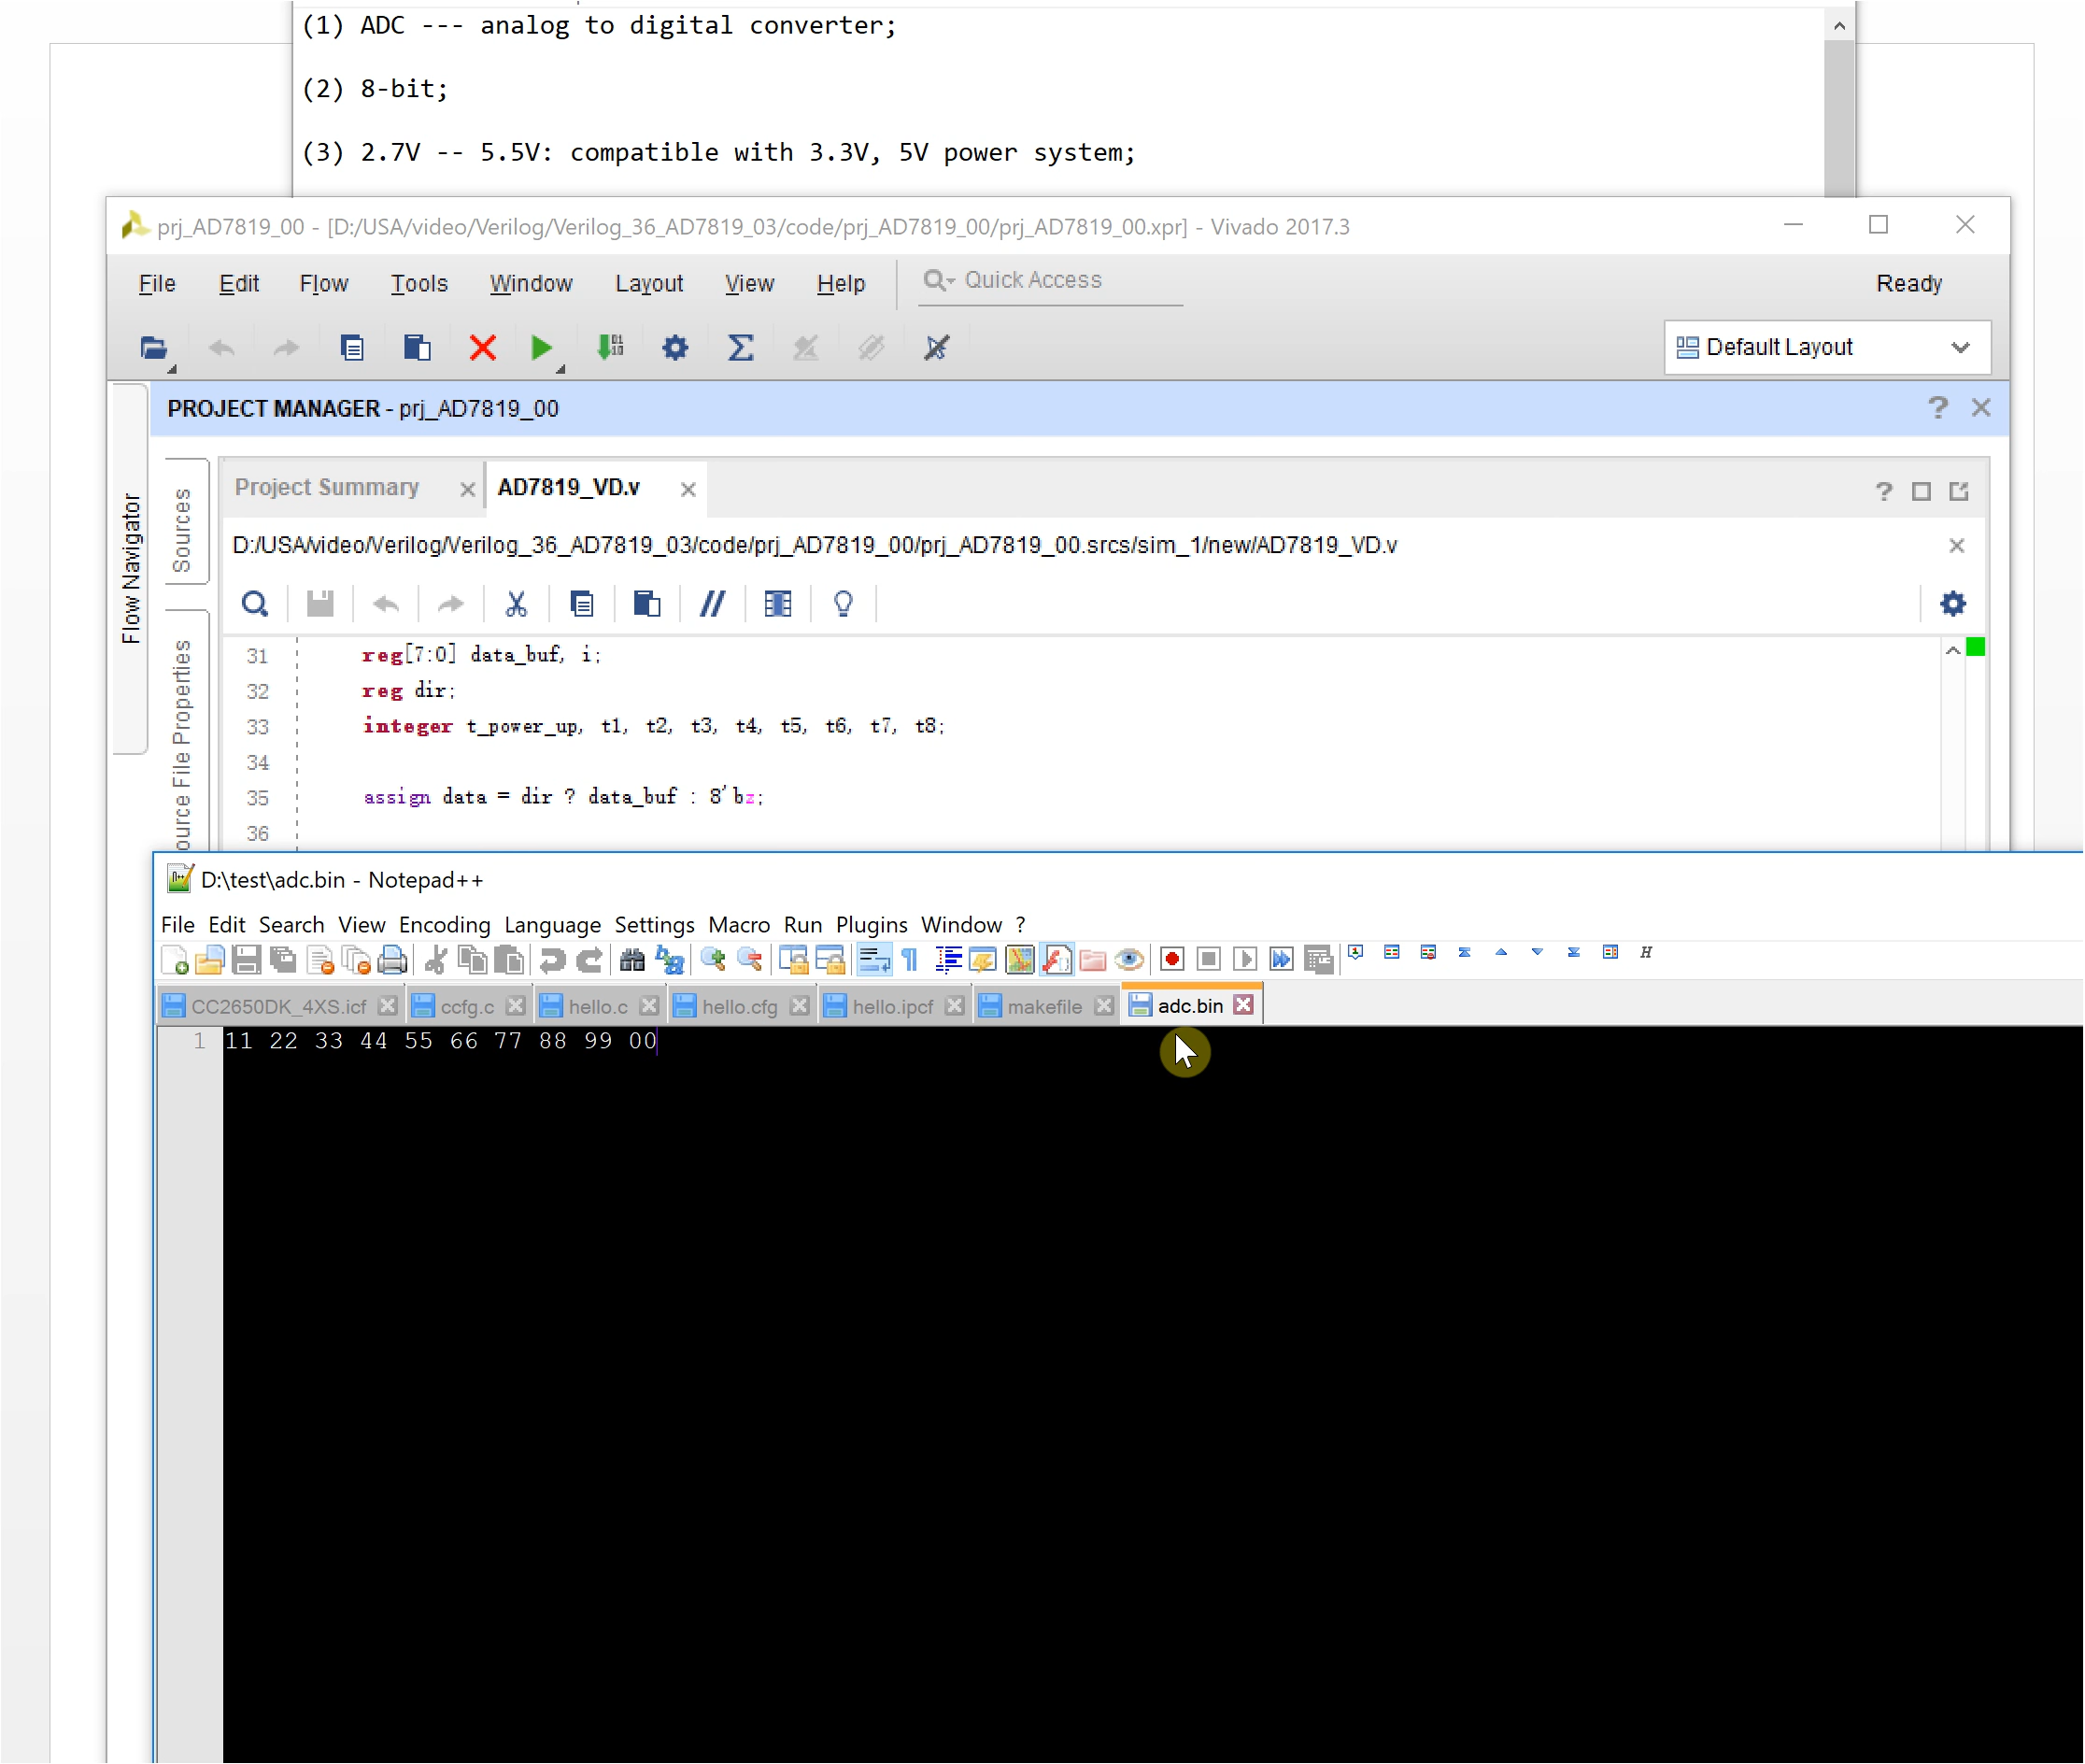 (1) ADC --- analog to digital converter;
(2) 8-bit;
(3) 2.7V -- 5.5V: compatible with 3.3V, 5V power system;
prj_AD7819_00 - [D:/USA/video/Verilog/Verilog_36_AD7819_03/code/prj_AD7819_00/prj_AD7819_00.xpr] - Vivado 2017.3
File Edit Flow Tools Window Layout View Help Quick Access Ready
Default Layout
PROJECT MANAGER - prj_AD7819_00
Flow Navigator
Sources
ource File Properties
Project Summary AD7819_VD.v
D:/USA/video/Verilog/Verilog_36_AD7819_03/code/prj_AD7819_00/prj_AD7819_00.srcs/sim_1/new/AD7819_VD.v
31 reg[7:0] data_buf, i;
32 reg dir;
33 integer t_power_up, t1, t2, t3, t4, t5, t6, t7, t8;
34
35 assign data = dir ? data_buf : 8'bz;
36
D:\test\adc.bin - Notepad++
File Edit Search View Encoding Language Settings Macro Run Plugins Window ?
CC2650DK_4XS.icf ccfg.c hello.c hello.cfg hello.ipcf makefile adc.bin
1 11 22 33 44 55 66 77 88 99 00